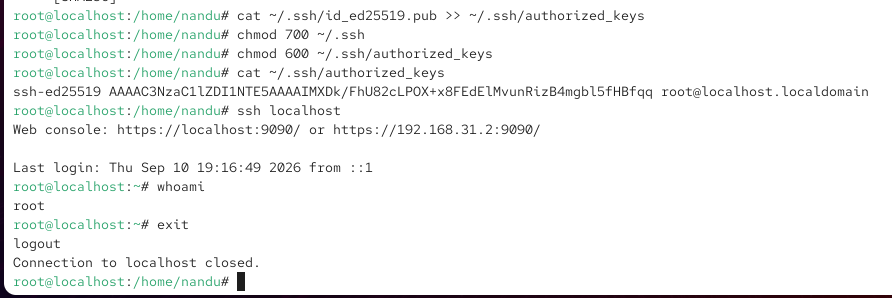 root@localhost:/home/nandu# cat ~/.ssh/id_ed25519.pub >> ~/.ssh/authorized_keys
root@localhost:/home/nandu# chmod 700 ~/.ssh
root@localhost:/home/nandu# chmod 600 ~/.ssh/authorized_keys
root@localhost:/home/nandu# cat ~/.ssh/authorized_keys
ssh-ed25519 AAAAC3NzaC1lZDI1NTE5AAAAIMXDk/FhU82cLPOX+x8FEdElMvunRizB4mgbl5fHBfqq root@localhost.localdomain
root@localhost:/home/nandu# ssh localhost
Web console: https://localhost:9090/ or https://192.168.31.2:9090/
Last login: Thu Sep 10 19:16:49 2026 from ::1
root@localhost:~# whoami
root
root@localhost:~# exit
logout
Connection to localhost closed.
root@localhost:/home/nandu#